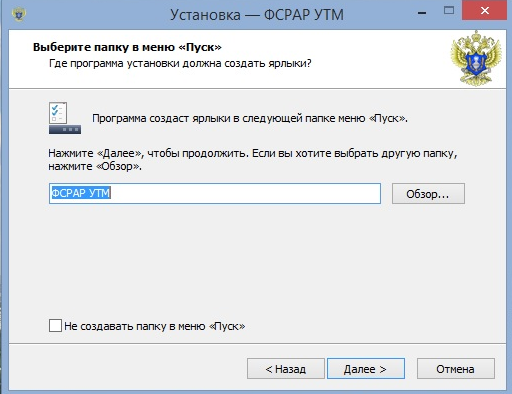 Установка — ФСРАР УТМ
Выберите папку в меню «Пуск»
Где программа установки должна создать ярлыки?
Программа создаст ярлыки в следующей папке меню «Пуск».
Нажмите «Далее», чтобы продолжить. Если вы хотите выбрать другую папку,
нажмите «Обзор».
ФСРАР УТМ
Обзор...
Не создавать папку в меню «Пуск»
< Назад
Далее >
Отмена